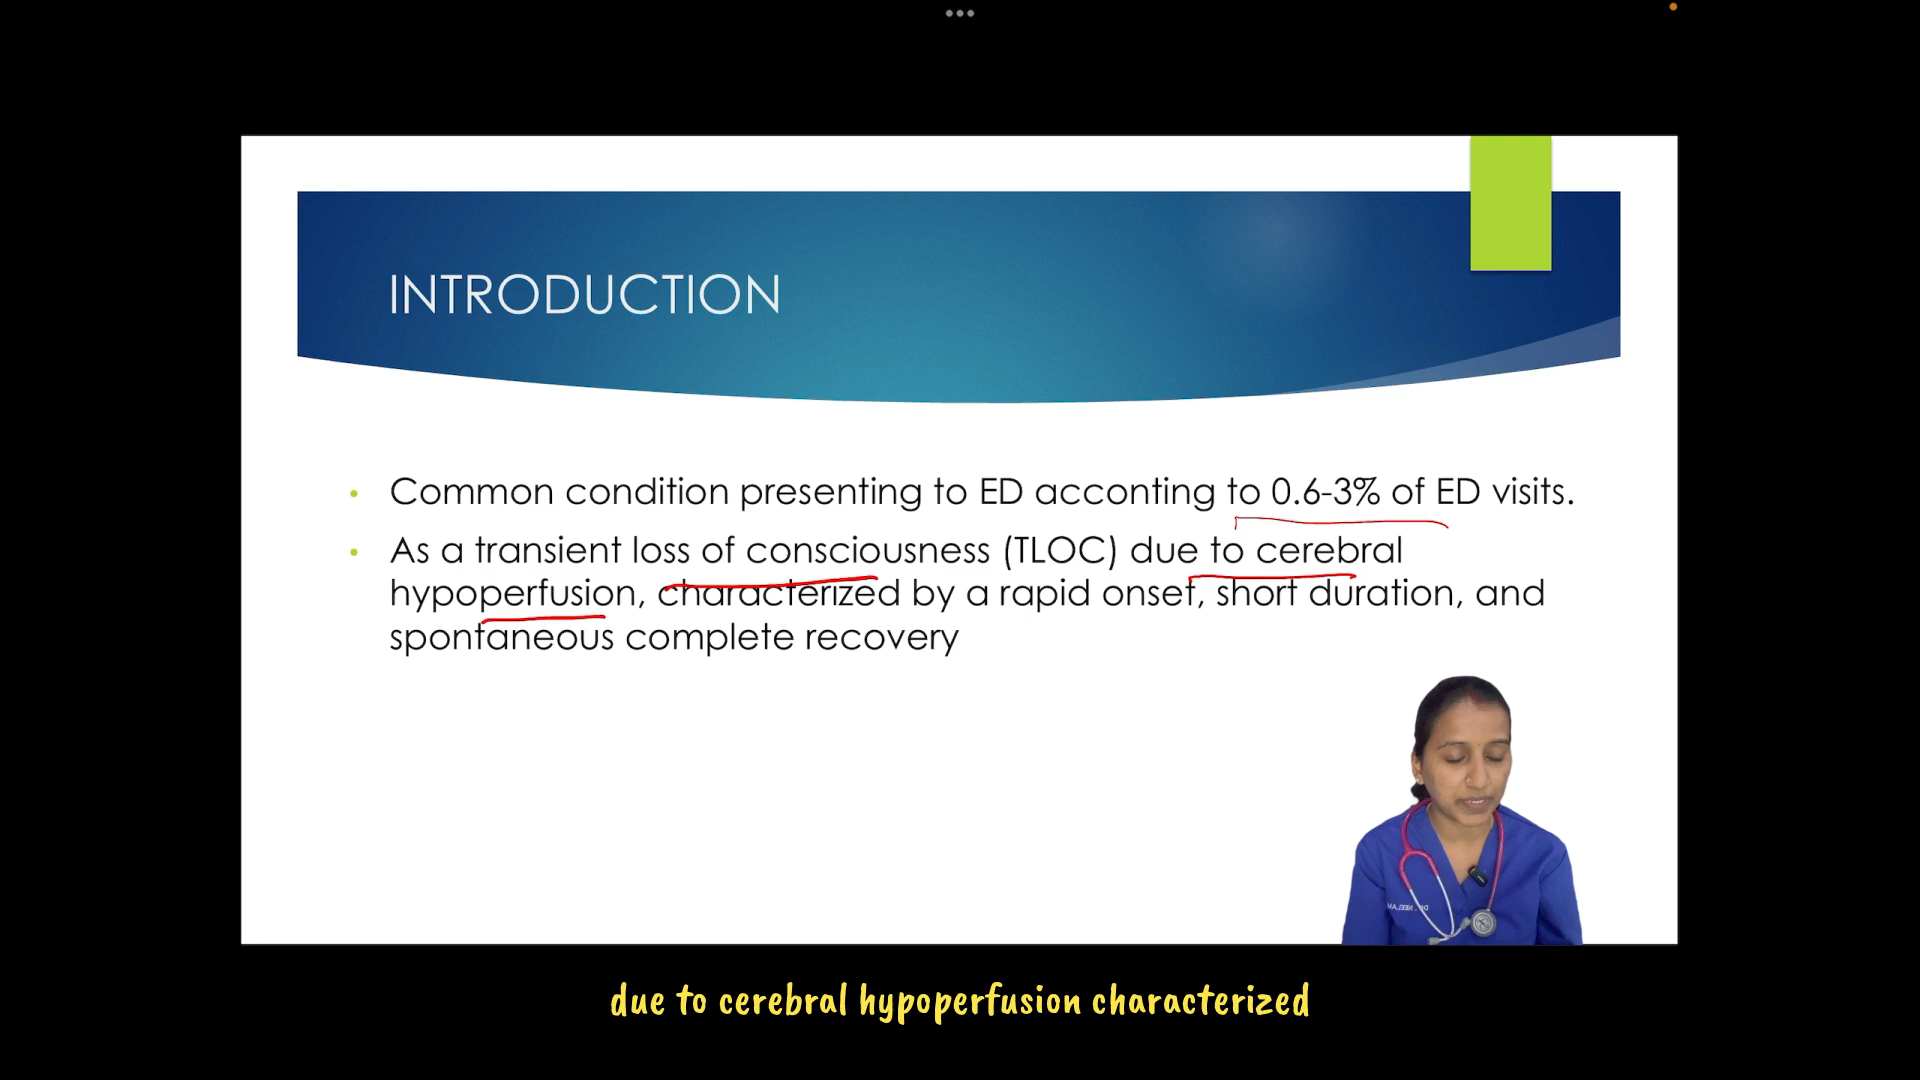 INTRODUCTION
• Common condition presenting to ED acconting to 0.6-3% of ED visits.
• As a transient loss of consciousness (TLOC) due to cerebral
hypoperfusion, characterized by a rapid onset, short duration, and
spontaneous complete recovery
due to cerebral hypoperfusion characterized